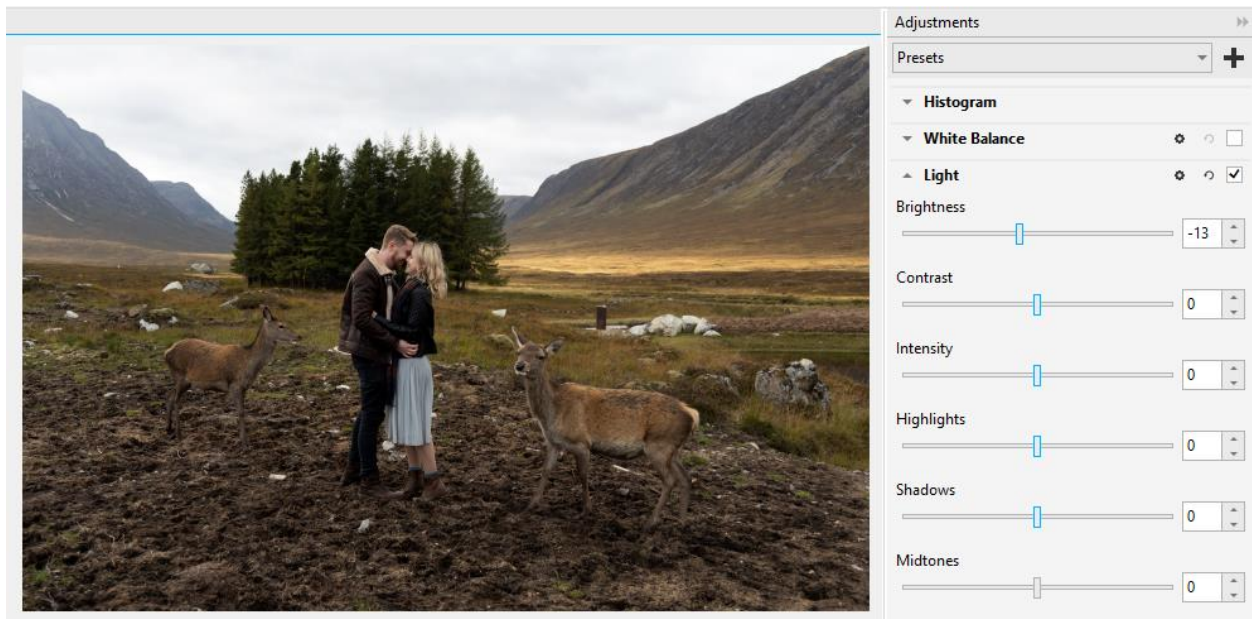 Adjustments
Presets
Histogram
White Balance
Light
Brightness
-13
Contrast
0
Intensity
0
Highlights
0
Shadows
0
Midtones
0